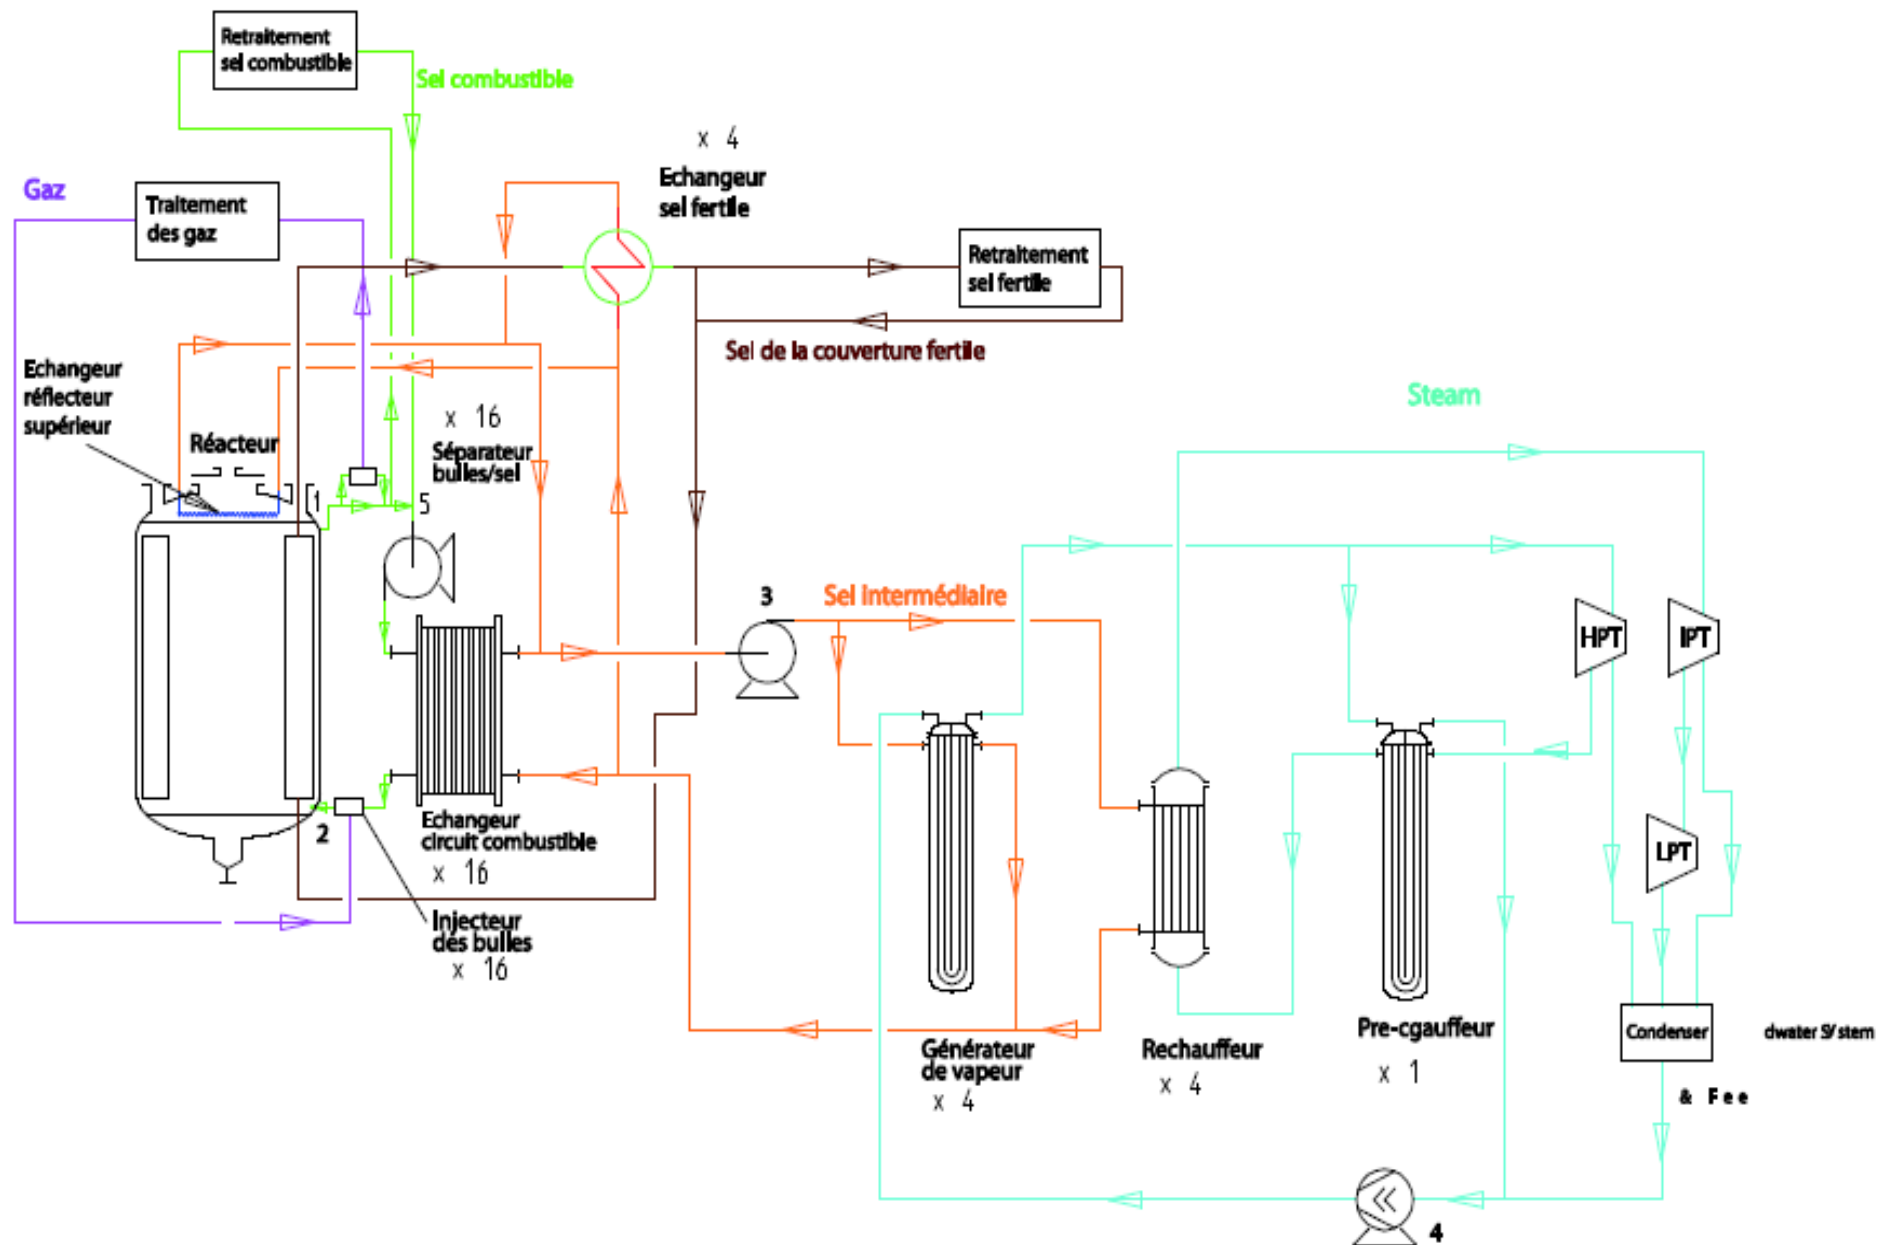 Retraitement
sel combustible
Sel combustible
x 4
Echangeur
sel fertile
Gaz
Traitement
des gaz
Retraitement
sel fertile
Sel de la couverture fertile
Echangeur
réflecteur
supérieur
Réacteur
x 16
Séparateur
bulles/sel
Steam
1
5
3
Sel intermédiaire
HPT
IPT
2
Echangeur
circuit combustible
x 16
LPT
Injecteur
des bulles
x 16
Générateur
de vapeur
x 4
Rechauffeur
x 4
Pre-cgauffeur
x 1
Condenser
dwater System
& Fee
4